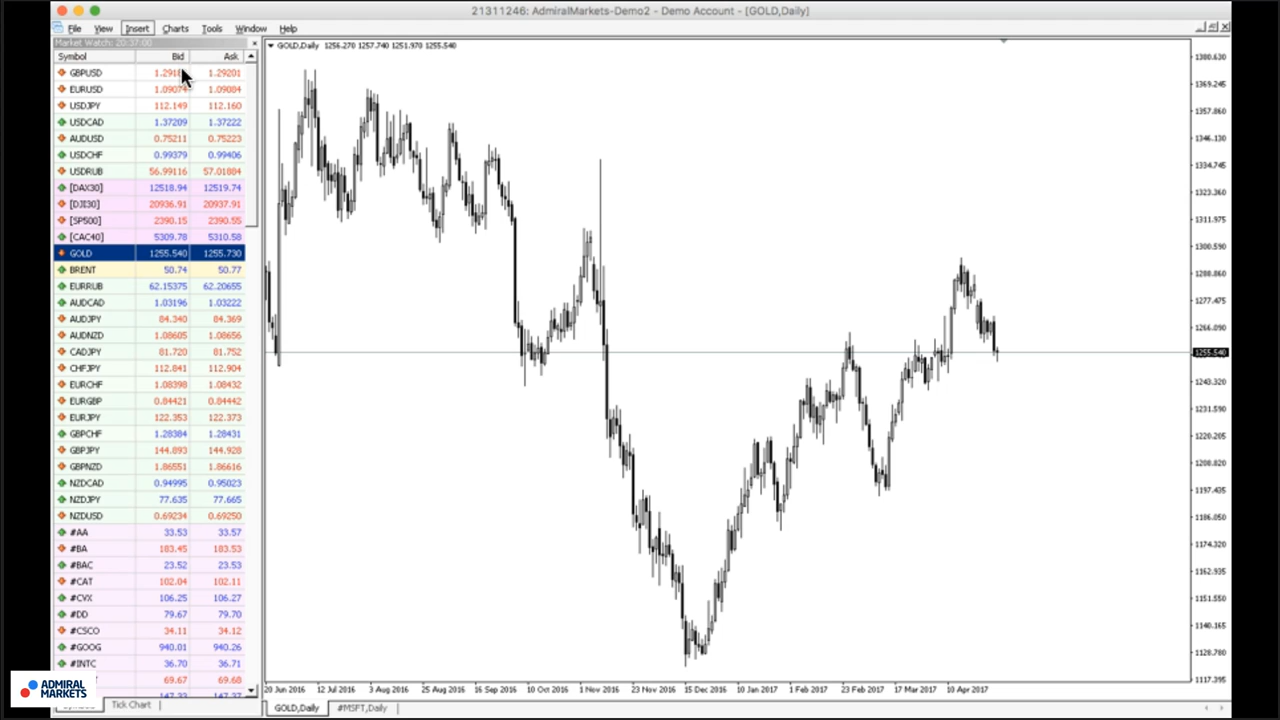 21311246: AdmiralMarkets-Demo2 - Demo Account - [GOLD,Daily]
File View Insert Charts Tools Window Help
Market Watch: 20:37:00
Symbol Bid Ask
GBPUSD 1.29201
EURUSD 1.09074 1.09084
USDJPY 112.149 112.160
USDCAD 1.37209 1.37222
AUDUSD 0.75211 0.75223
USDCHF 0.99379 0.99406
USDRUB 56.99116 57.01884
[DAX30] 12518.94 12519.74
[DJI30] 20936.91 20937.91
[SP500] 2390.15 2390.55
[CAC40] 5309.78 5310.58
GOLD 1255.540 1255.730
BRENT 50.74 50.77
EURRUB 62.15375 62.20655
AUDCAD 1.03196 1.03222
AUDJPY 84.340 84.369
AUDNZD 1.08605 1.08656
CADJPY 81.720 81.752
CHFJPY 112.841 112.904
EURCHF 1.08398 1.08432
EURGBP 0.84421 0.84442
EURJPY 122.353 122.373
GBPCHF 1.28384 1.28431
GBPJPY 144.893 144.928
GBPNZD 1.86551 1.86616
NZDCAD 0.94995 0.95023
NZDJPY 77.635 77.665
NZDUSD 0.69234 0.69250
#AA 33.53 33.57
#BA 183.45 183.53
#BAC 23.52 23.53
#CAT 102.04 102.11
#CVX 106.25 106.27
#DD 79.67 79.70
#CSCO 34.11 34.12
#GOOG 940.01 940.26
#INTC 36.70 36.71
69.67 69.68
Tick Chart
ADMIRAL
MARKETS
GOLD,Daily 1256.270 1257.740 1251.970 1255.540
1380.630
1369.245
1357.860
1346.130
1334.745
1323.360
1311.975
1300.590
1288.860
1277.475
1266.090
1255.540
1243.320
1231.590
1220.205
1208.820
1197.435
1186.050
1174.320
1162.935
1151.550
1140.165
1128.780
1117.395
20 Jun 2016 12 Jul 2016 3 Aug 2016 25 Aug 2016 16 Sep 2016 10 Oct 2016 1 Nov 2016 23 Nov 2016 15 Dec 2016 10 Jan 2017 1 Feb 2017 23 Feb 2017 17 Mar 2017 10 Apr 2017
GOLD,Daily #MSFT,Daily